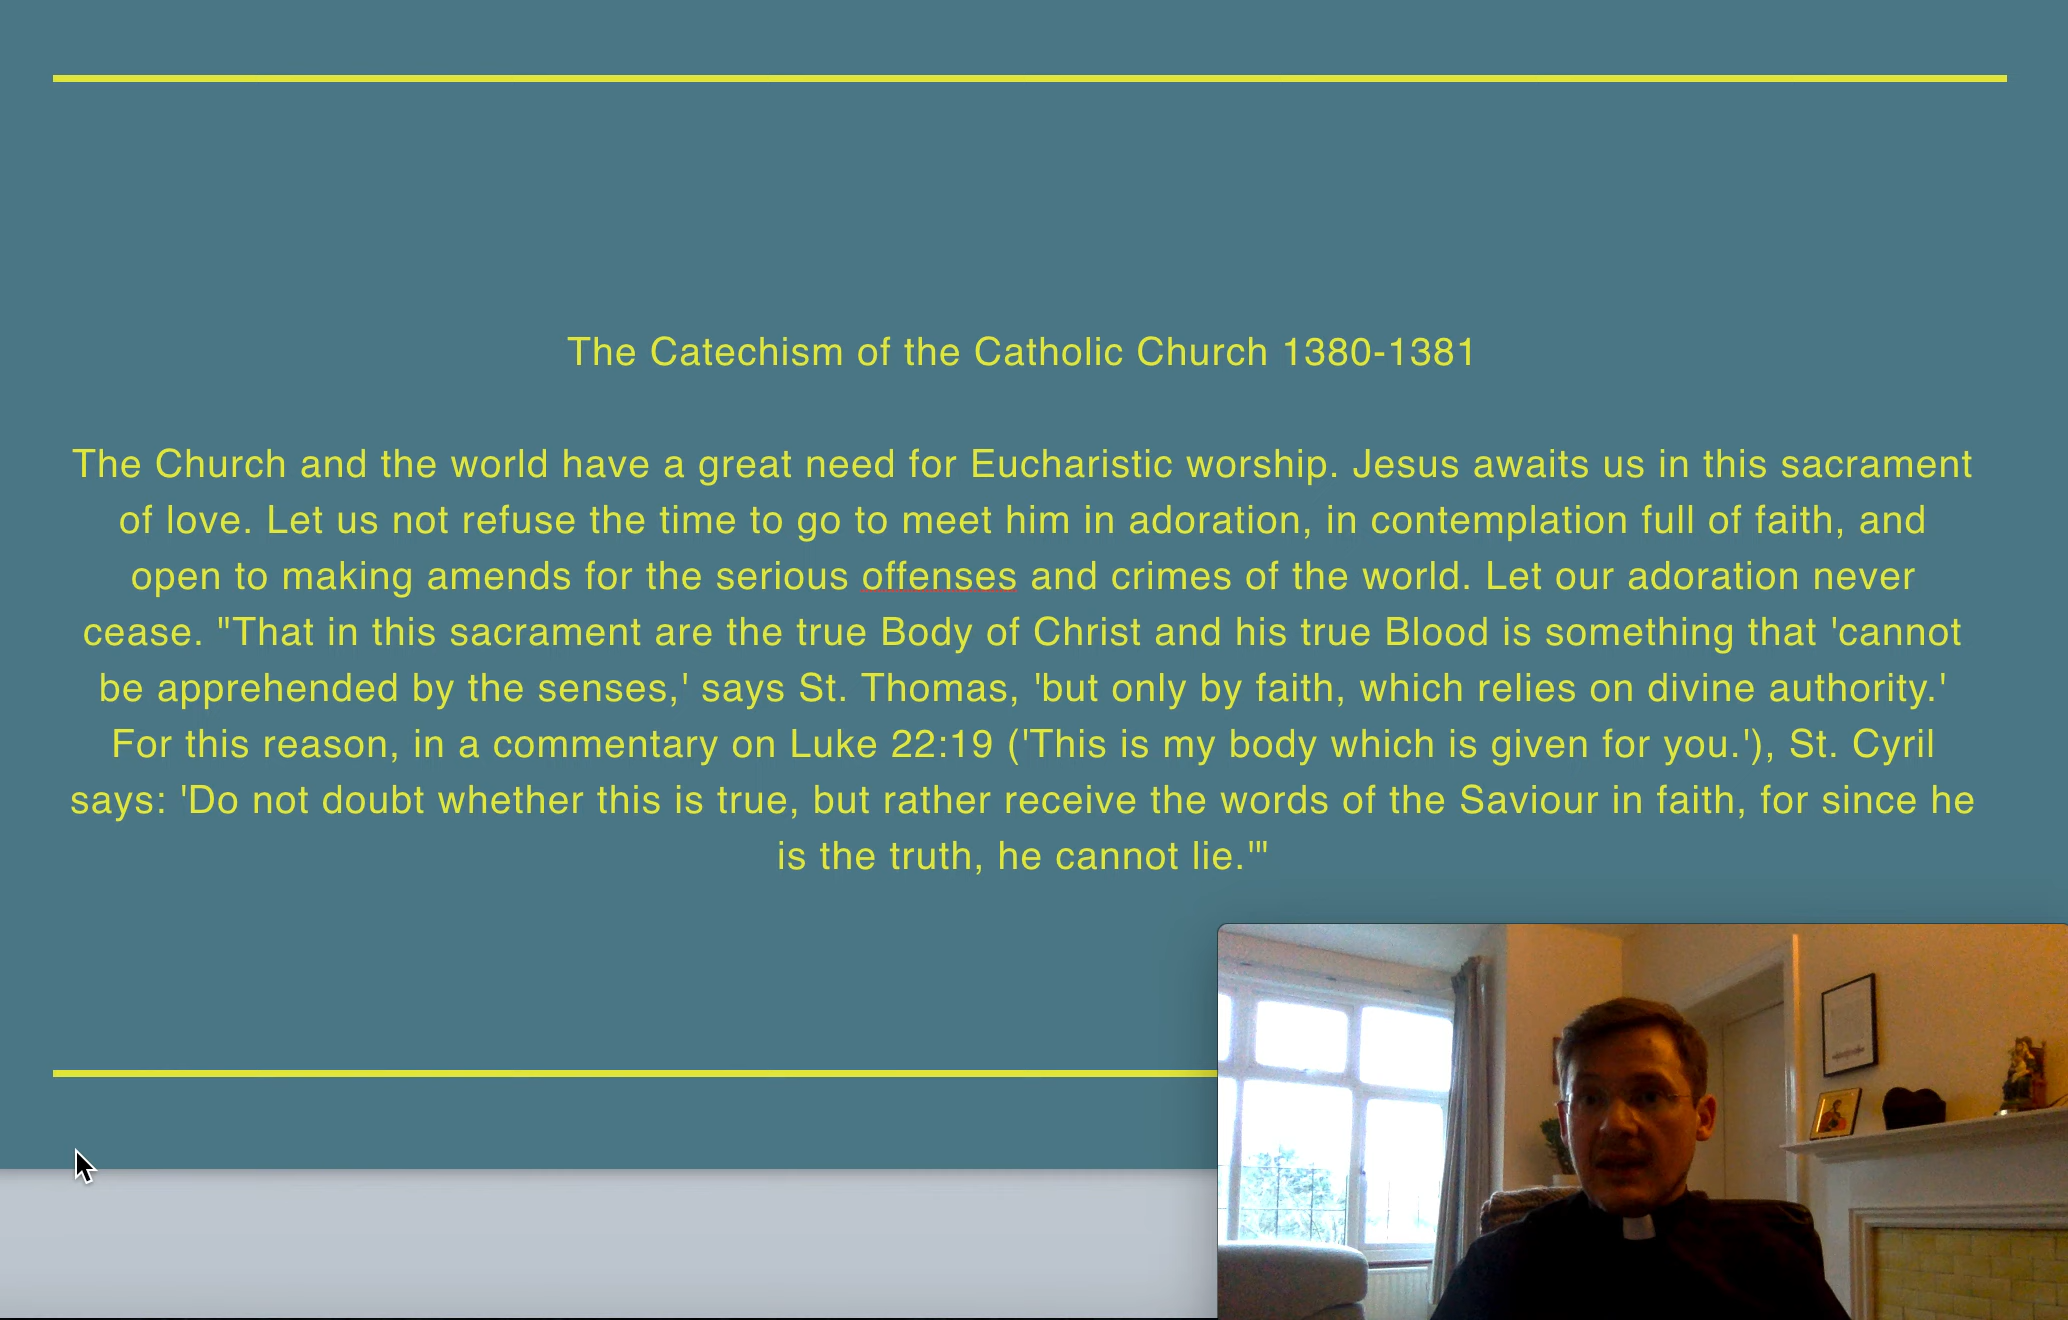 The Catechism of the Catholic Church 1380-1381
The Church and the world have a great need for Eucharistic worship. Jesus awaits us in this sacrament
of love. Let us not refuse the time to go to meet him in adoration, in contemplation full of faith, and
open to making amends for the serious offenses and crimes of the world. Let our adoration never
cease. "That in this sacrament are the true Body of Christ and his true Blood is something that 'cannot
be apprehended by the senses,' says St. Thomas, 'but only by faith, which relies on divine authority.'
For this reason, in a commentary on Luke 22:19 ('This is my body which is given for you.'), St. Cyril
says: 'Do not doubt whether this is true, but rather receive the words of the Saviour in faith, for since he
is the truth, he cannot lie.'"